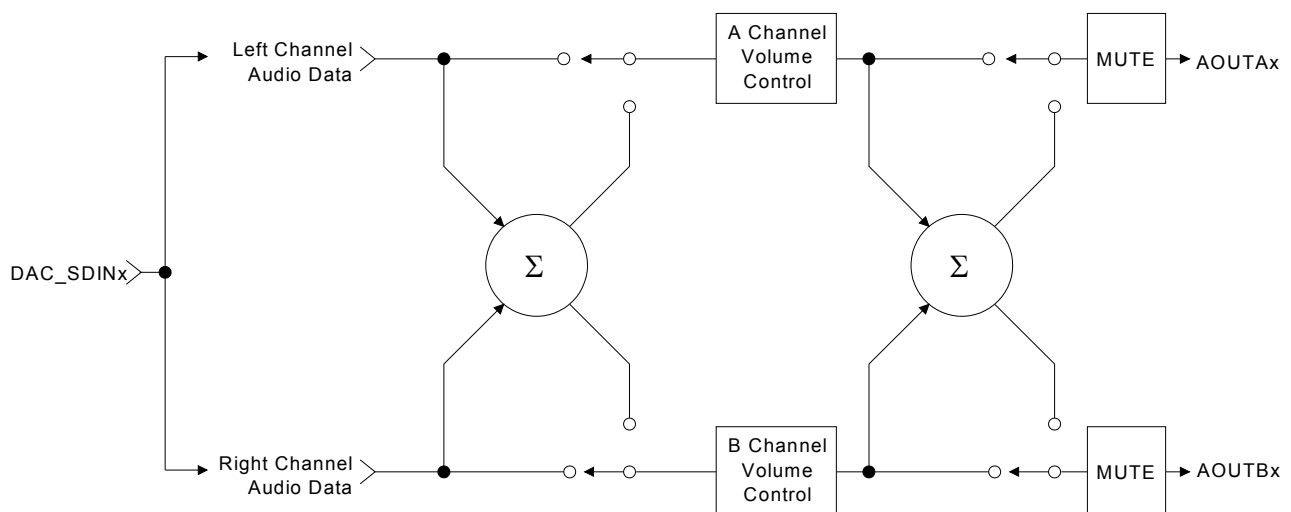 Left Channel
Audio Data
A Channel
Volume
Control
MUTE
AOUTAx
Σ
Σ
DAC_SDINx
Right Channel
Audio Data
B Channel
Volume
Control
MUTE
AOUTBx